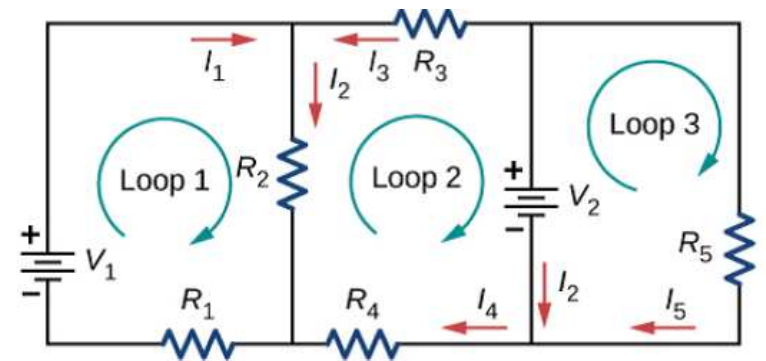 I1
I3
R3
I2
Loop 3
Loop 1
R2
Loop 2
+
V2
-
+
V1
-
R5
I2
R1
R4
I4
I5